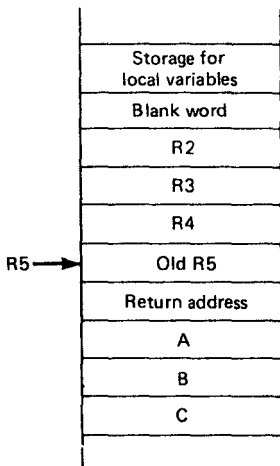 Storage for
local variables
Blank word
R2
R3
R4
R5
Old R5
Return address
A
B
C